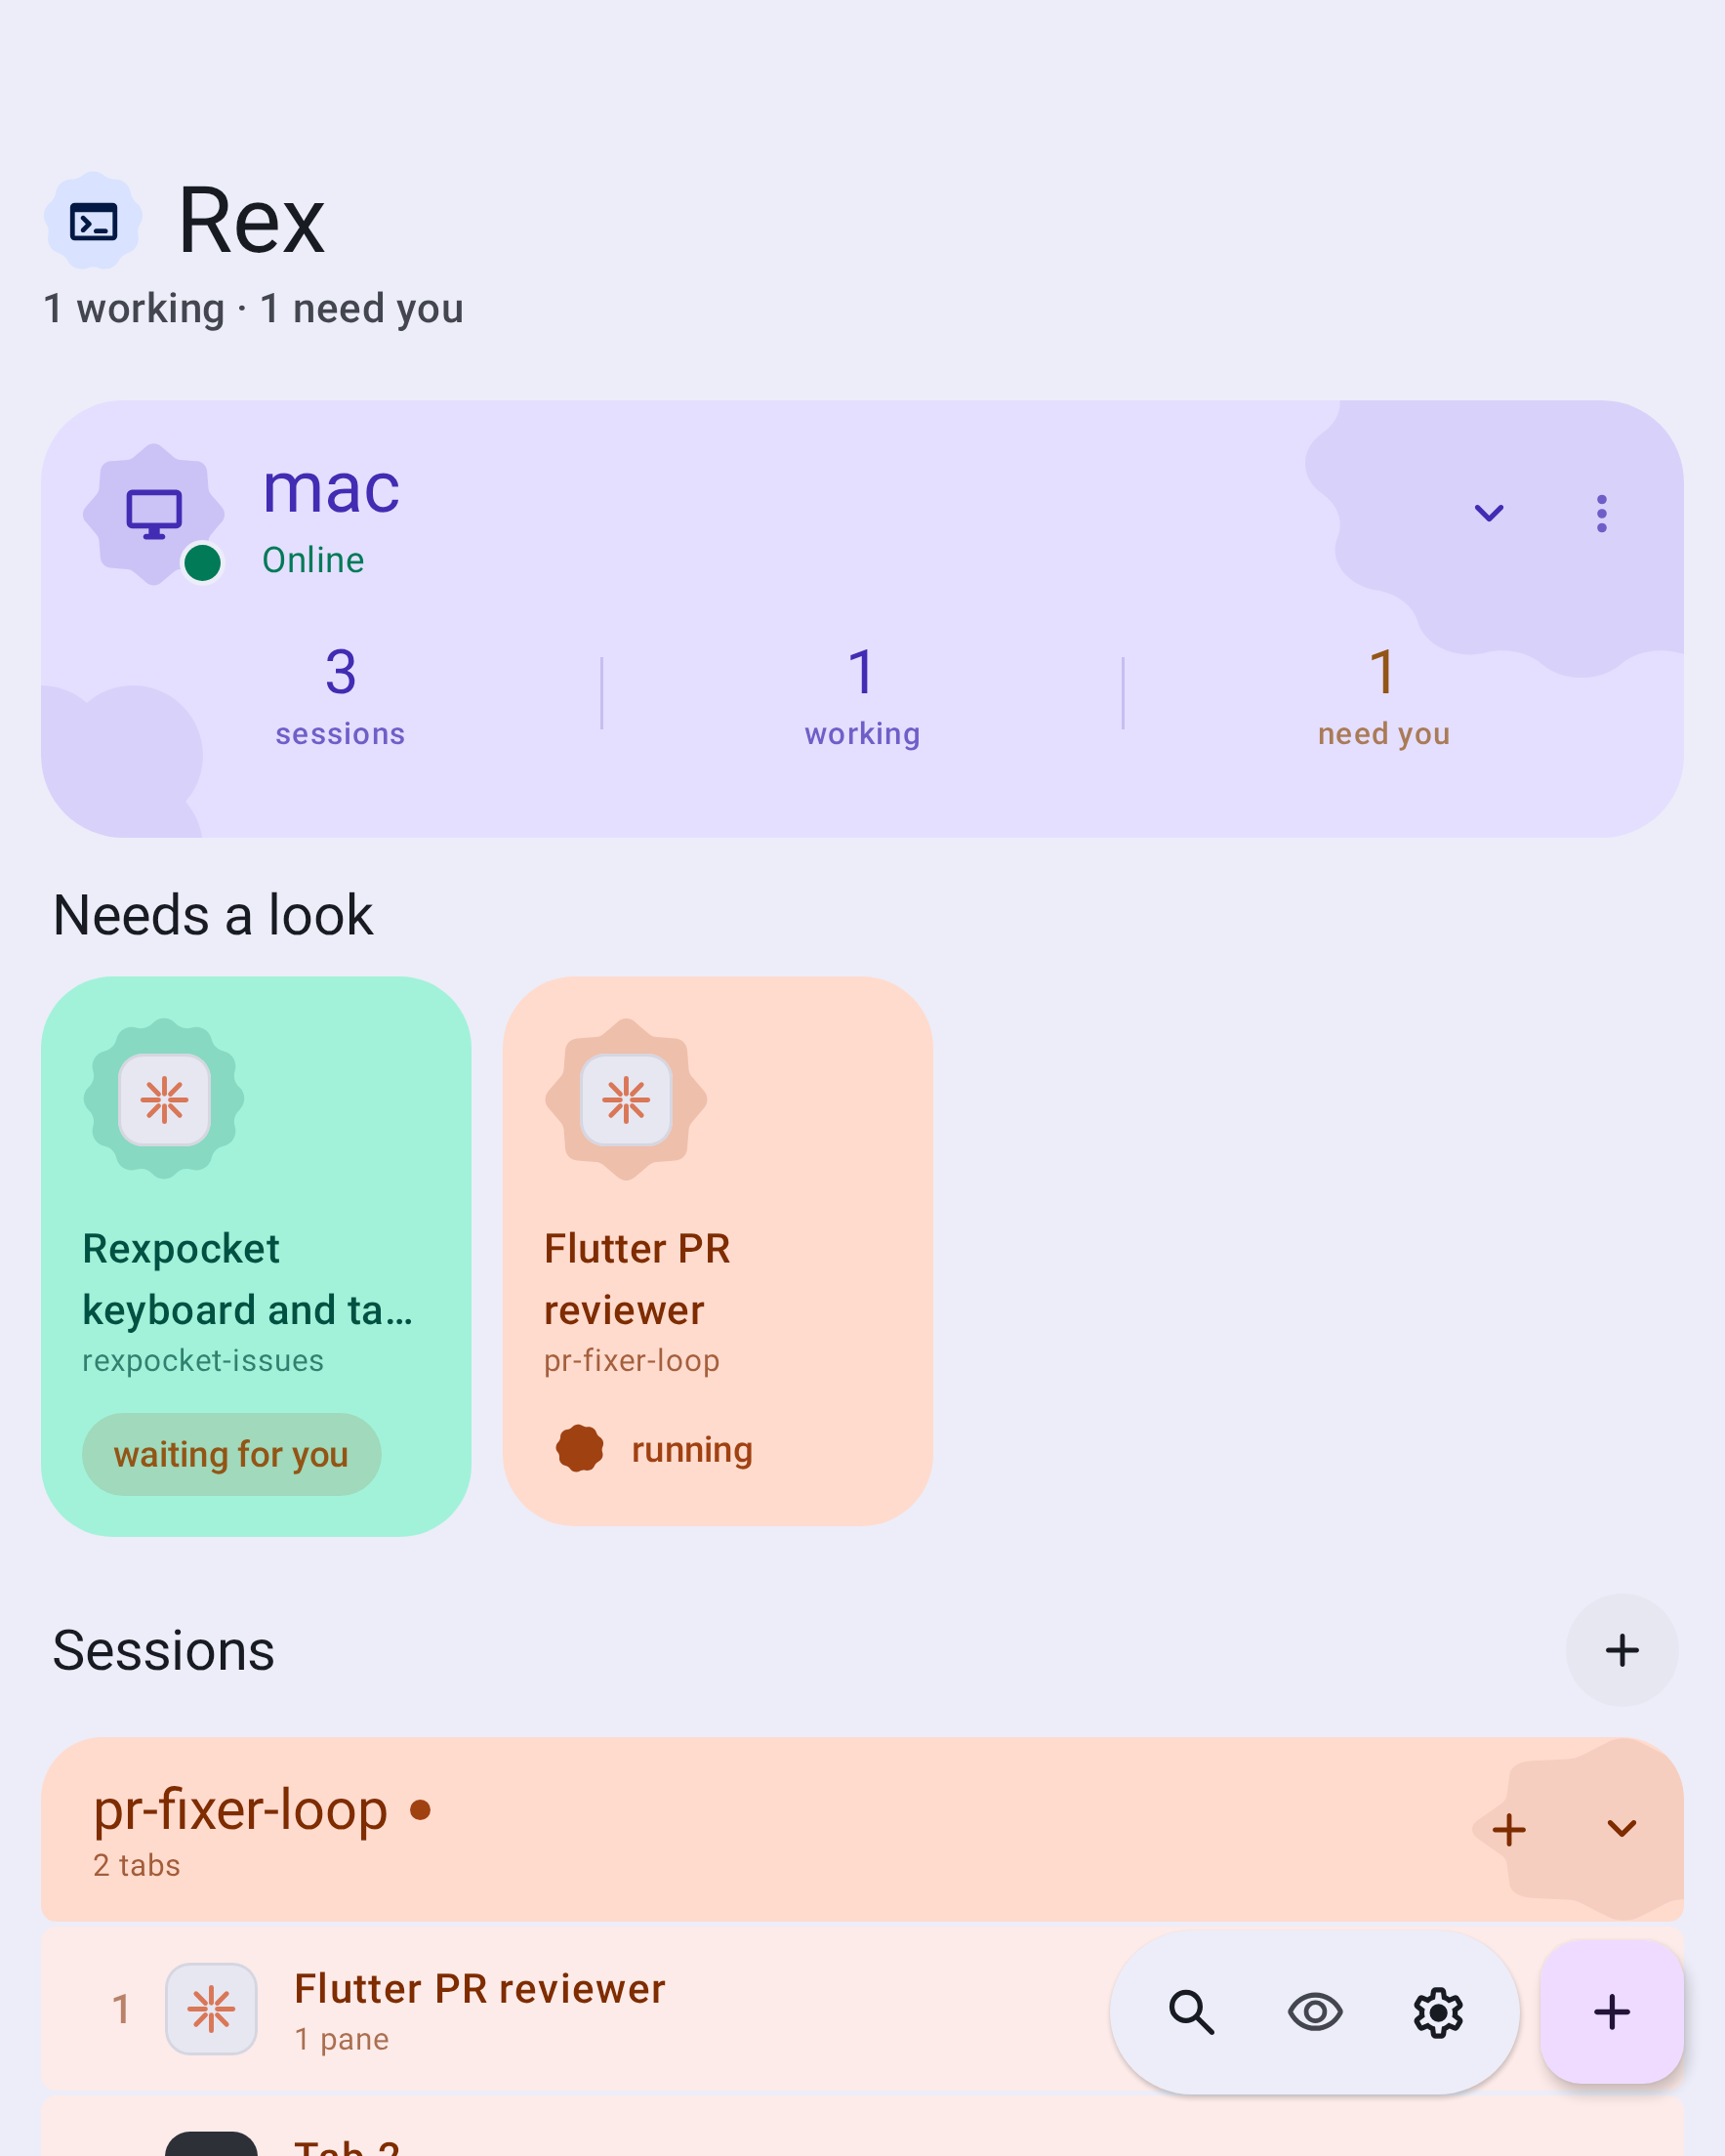 Rex
1 working · 1 need you
mac
Online
3
sessions
1
working
1
need you
Needs a look
Rexpocket
keyboard and ta...
rexpocket-issues
waiting for you
Flutter PR
reviewer
pr-fixer-loop
running
Sessions
pr-fixer-loop
2 tabs
1
Flutter PR reviewer
1 pane
Tab 2